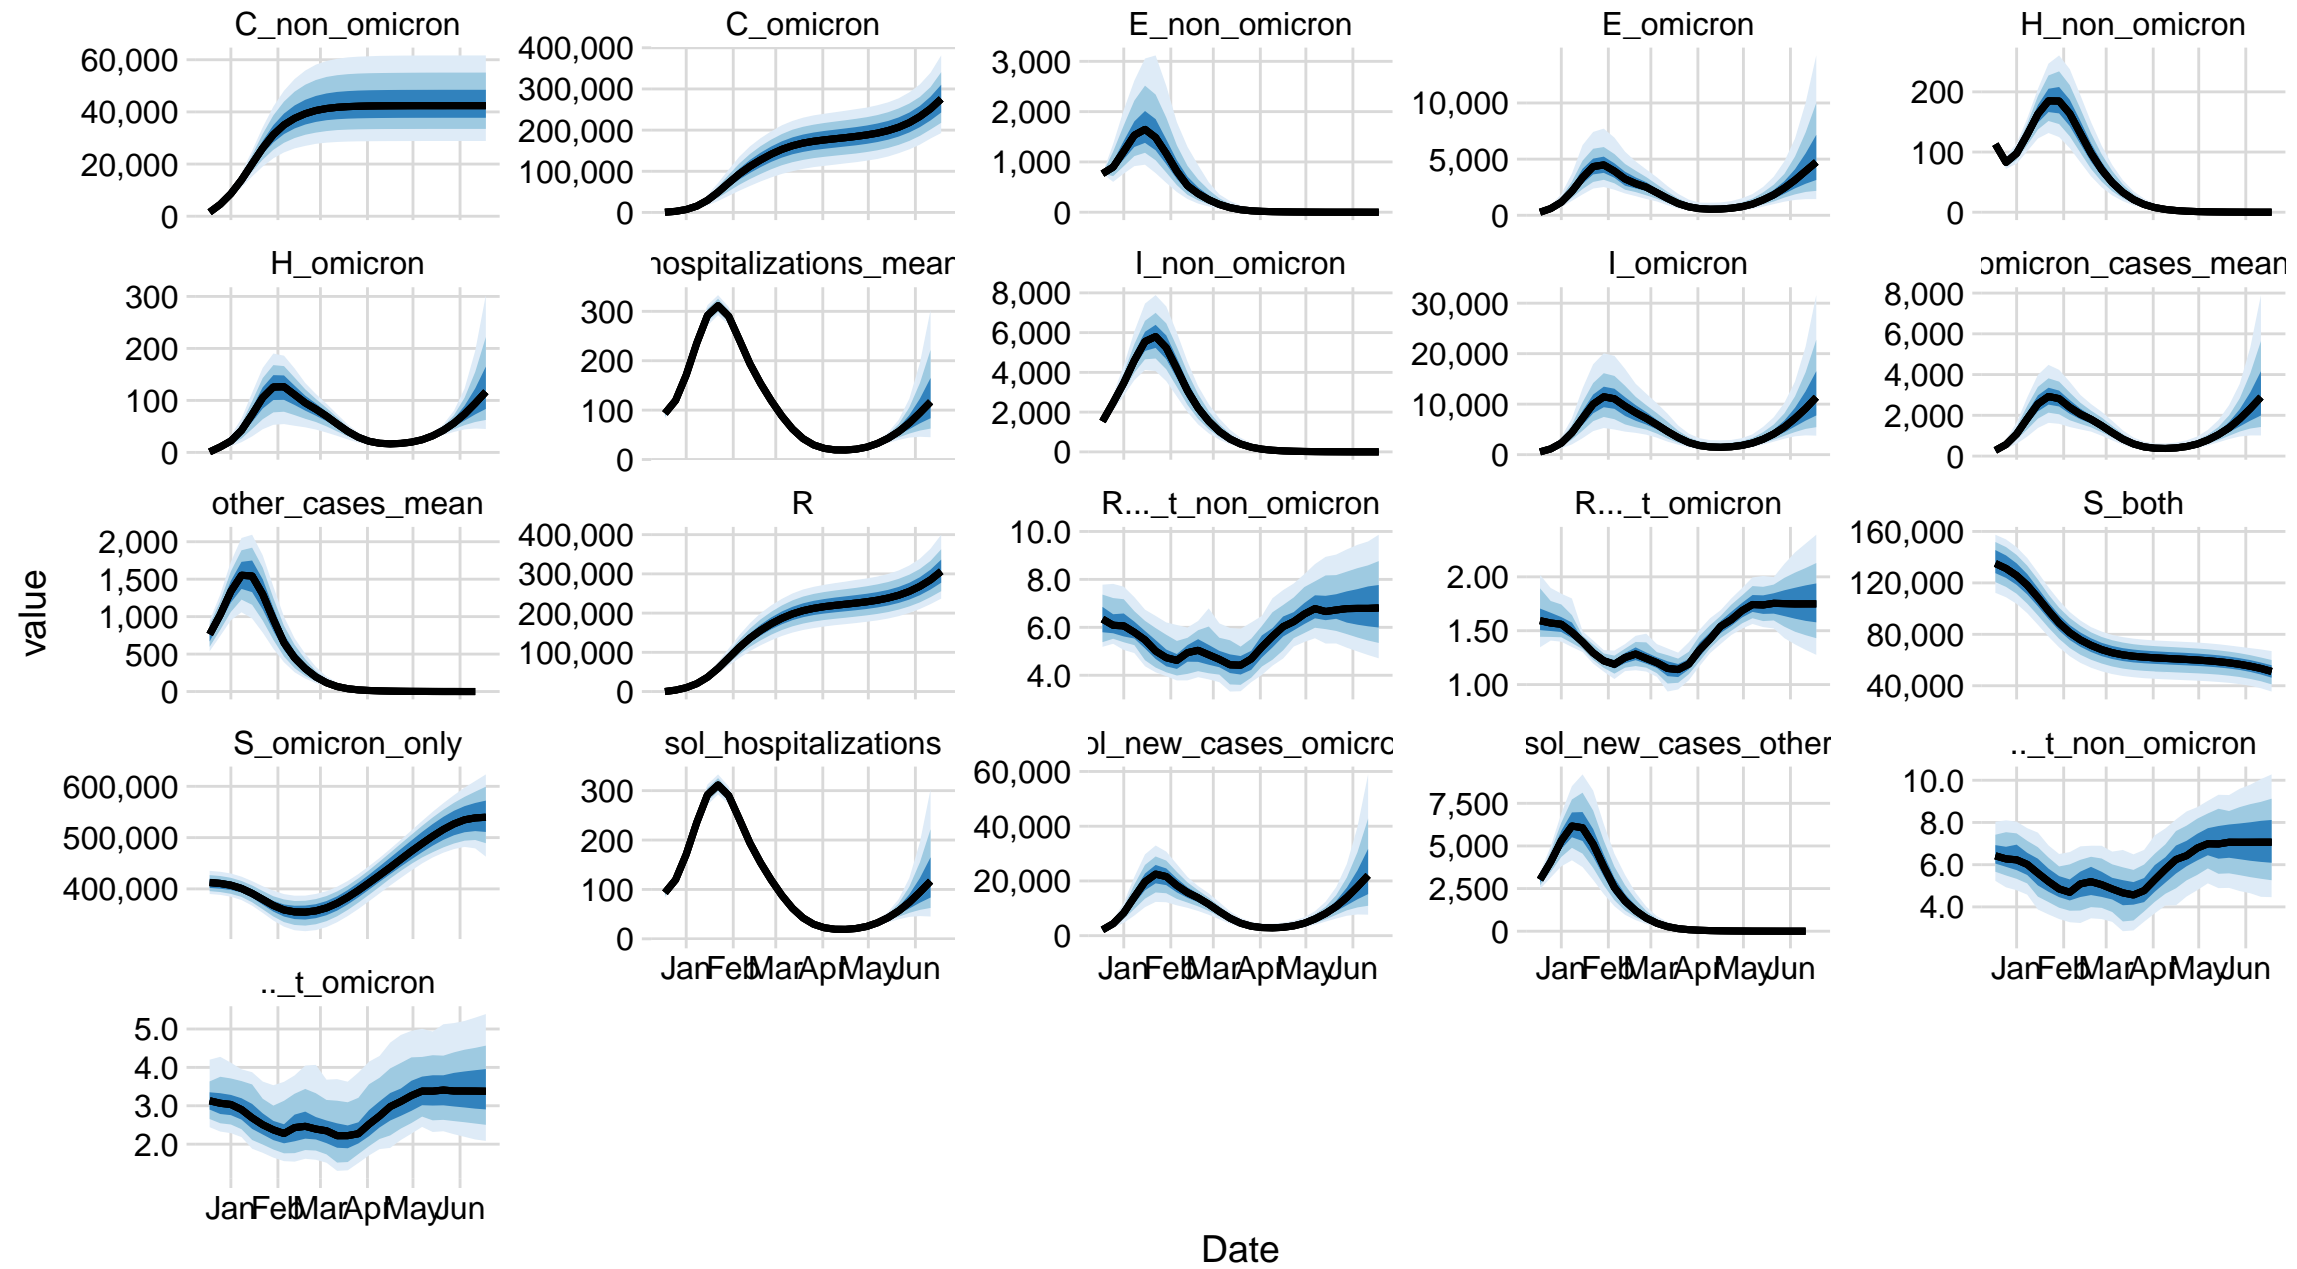 C_non_omicron C_omicron E_non_omicron E_omicron H_non_omicron
60,000 40,000 20,000 0
400,000 300,000 200,000 100,000 0
3,000 2,000 1,000 0
10,000 5,000 0
200 100 0
H_omicron hospitalizations_mean I_non_omicron I_omicron omicron_cases_mean
300 200 100 0
300 200 100 0
8,000 6,000 4,000 2,000 0
30,000 20,000 10,000 0
8,000 6,000 4,000 2,000 0
other_cases_mean R R..._t_non_omicron R..._t_omicron S_both
2,000 1,500 1,000 500 0
400,000 300,000 200,000 100,000 0
10.0 8.0 6.0 4.0
2.00 1.50 1.00
160,000 120,000 80,000 40,000
value
S_omicron_only sol_hospitalizations ol_new_cases_omicro sol_new_cases_other .._t_non_omicron
600,000 500,000 400,000
300 200 100 0
60,000 40,000 20,000 0
7,500 5,000 2,500 0
10.0 8.0 6.0 4.0
Jan Feb Mar Apr May Jun
Jan Feb Mar Apr May Jun
Jan Feb Mar Apr May Jun
Jan Feb Mar Apr May Jun
.._t_omicron
5.0 4.0 3.0 2.0
Jan Feb Mar Apr May Jun
Date